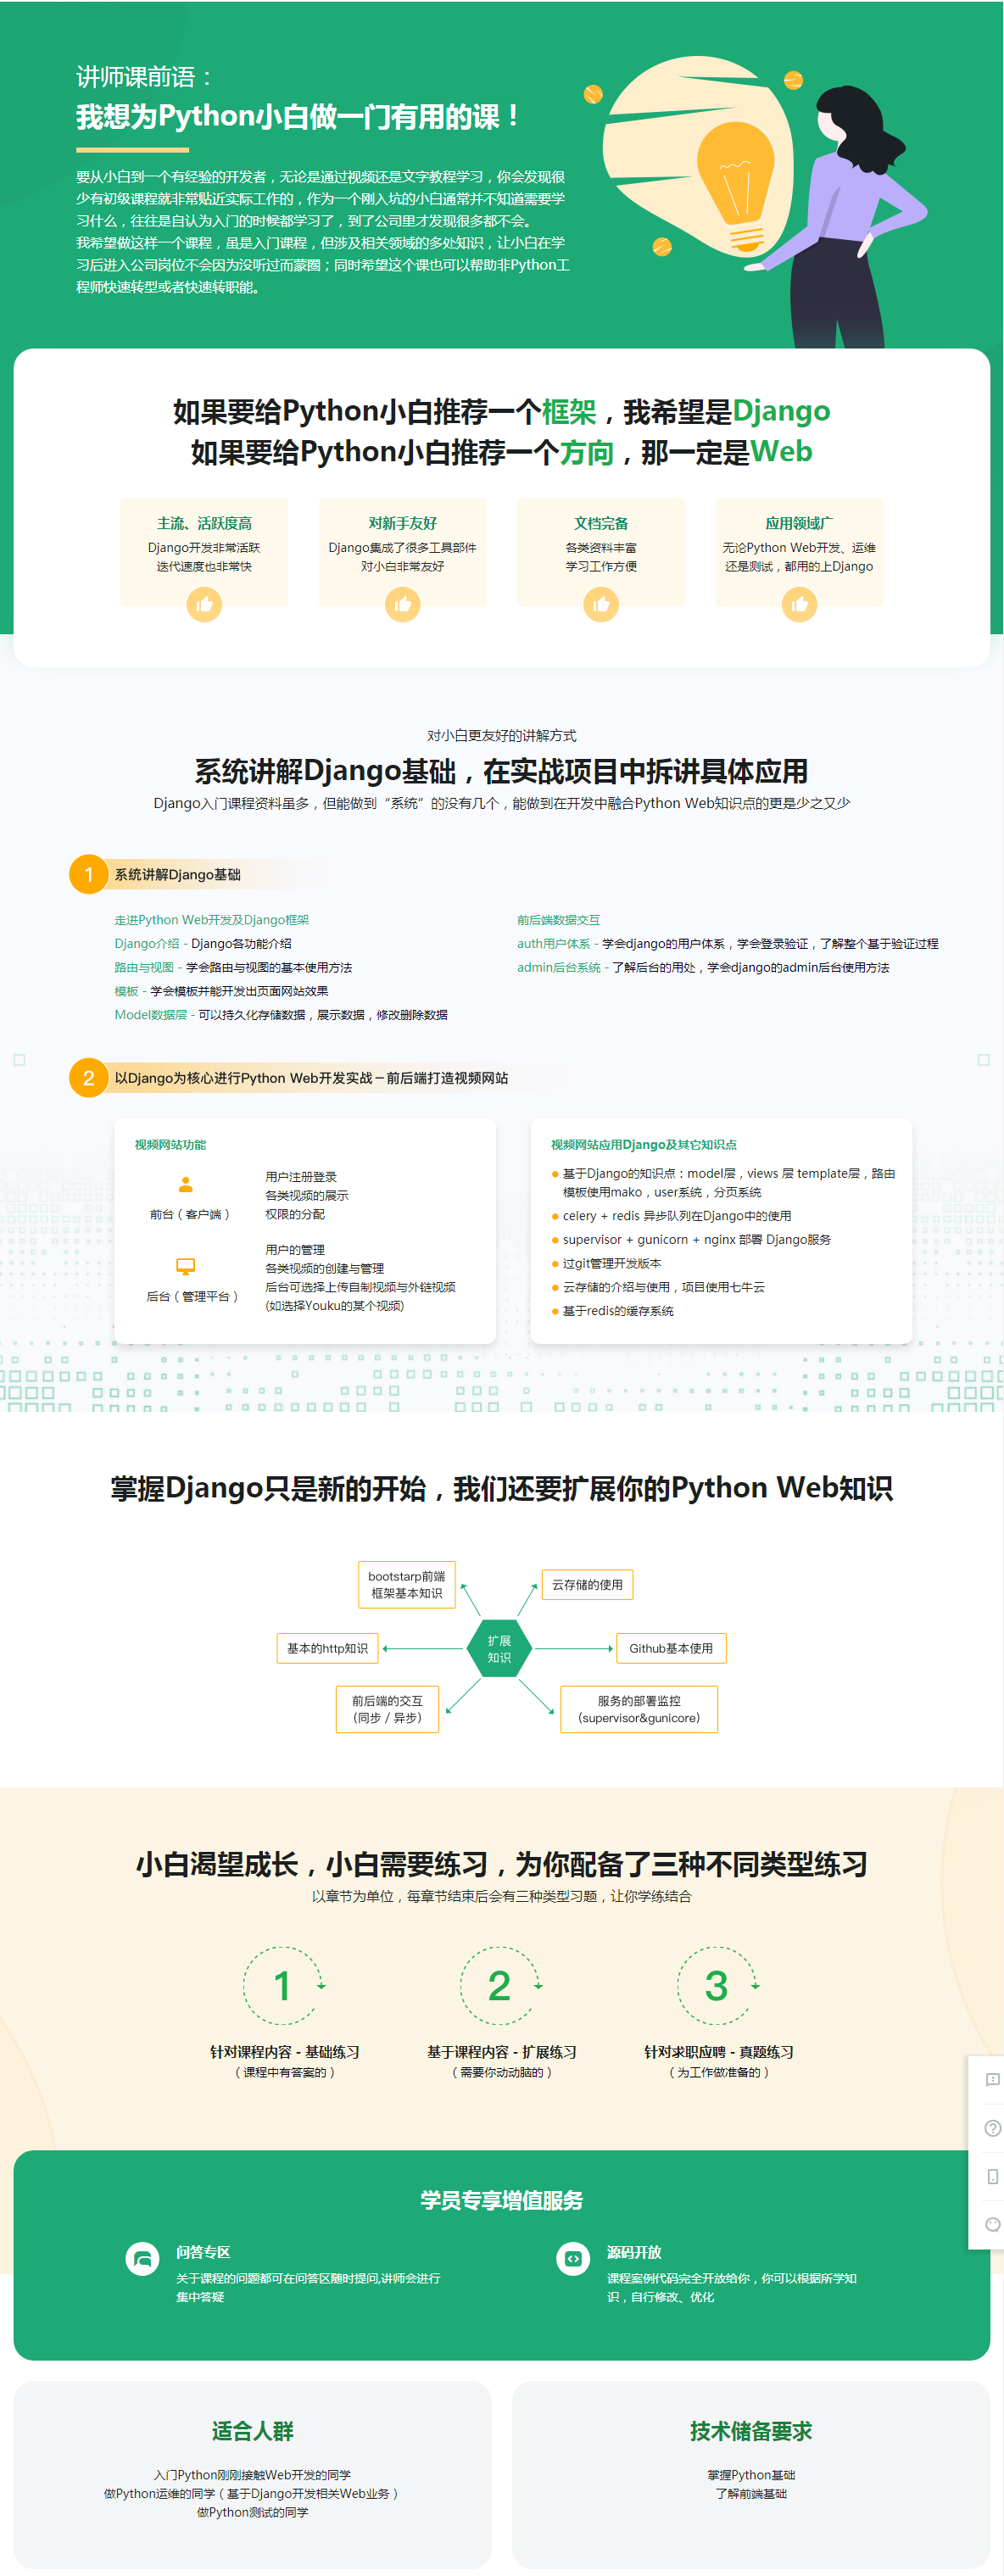 讲师课前语：
我想为Python小白做一门有用的课！
要从小白到一个有经验的开发者，无论是通过视频还是文字教程学习，你会发现很
少有初级课程就非常贴近实际工作的，作为一个刚入坑的小白通常并不知道需要学
习什么，往往是自认为入门的时候都学习了，到了公司里才发现很多都不会。
我希望做这样一个课程，虽是入门课程，但涉及相关领域的多处知识，让小白在学
习后进入公司岗位不会因为没听过而蒙圈；同时希望这个课也可以帮助非Python工
程师快速转型或者快速转职能。
如果要给Python小白推荐一个框架，我希望是Django
如果要给Python小白推荐一个方向，那一定是Web
主流、活跃度高
Django开发非常活跃
迭代速度也非常快
对新手友好
Django集成了很多工具部件
对小白非常友好
文档完备
各类资料丰富
学习工作方便
应用领域广
无论Python Web开发、运维
还是测试，都用的上Django
对小白更友好的讲解方式
系统讲解Django基础，在实战项目中拆讲具体应用
Django入门课程资料虽多，但能做到“系统”的没有几个，能做到在开发中融合Python Web知识点的更是少之又少
1 系统讲解Django基础
走进Python Web开发及Django框架
Django介绍 - Django各功能介绍
路由与视图 - 学会路由与视图的基本使用方法
模板 - 学会模板并能开发出页面网站效果
Model数据层 - 可以持久化存储数据，展示数据，修改删除数据
前后端数据交互
auth用户体系 - 学会django的用户体系，学会登录验证，了解整个基于验证过程
admin后台系统 - 了解后台的用处，学会django的admin后台使用方法
2 以Django为核心进行Python Web开发实战－前后端打造视频网站
视频网站功能
前台（客户端）
用户注册登录
各类视频的展示
权限的分配
后台（管理平台）
用户的管理
各类视频的创建与管理
后台可选择上传自制视频与外链视频
(如选择Youku的某个视频)
视频网站应用Django及其它知识点
基于Django的知识点：model层，views 层 template层，路由
模板使用mako，user系统，分页系统
celery + redis 异步队列在Django中的使用
supervisor + gunicorn + nginx 部署 Django服务
过git管理开发版本
云存储的介绍与使用，项目使用七牛云
基于redis的缓存系统
掌握Django只是新的开始，我们还要扩展你的Python Web知识
bootstarp前端
框架基本知识
云存储的使用
基本的http知识
扩展
知识
Github基本使用
前后端的交互
（同步 / 异步）
服务的部署监控
（supervisor&gunicore）
小白渴望成长，小白需要练习，为你配备了三种不同类型练习
以章节为单位，每章节结束后会有三种类型习题，让你学练结合
1
针对课程内容 - 基础练习
（课程中有答案的）
2
基于课程内容 - 扩展练习
（需要你动动脑的）
3
针对求职应聘 - 真题练习
（为工作做准备的）
学员专享增值服务
问答专区
关于课程的问题都可在问答区随时提问,讲师会进行
集中答疑
源码开放
课程案例代码完全开放给你，你可以根据所学知
识，自行修改、优化
适合人群
入门Python刚刚接触Web开发的同学
做Python运维的同学（基于Django开发相关Web业务）
做Python测试的同学
技术储备要求
掌握Python基础
了解前端基础